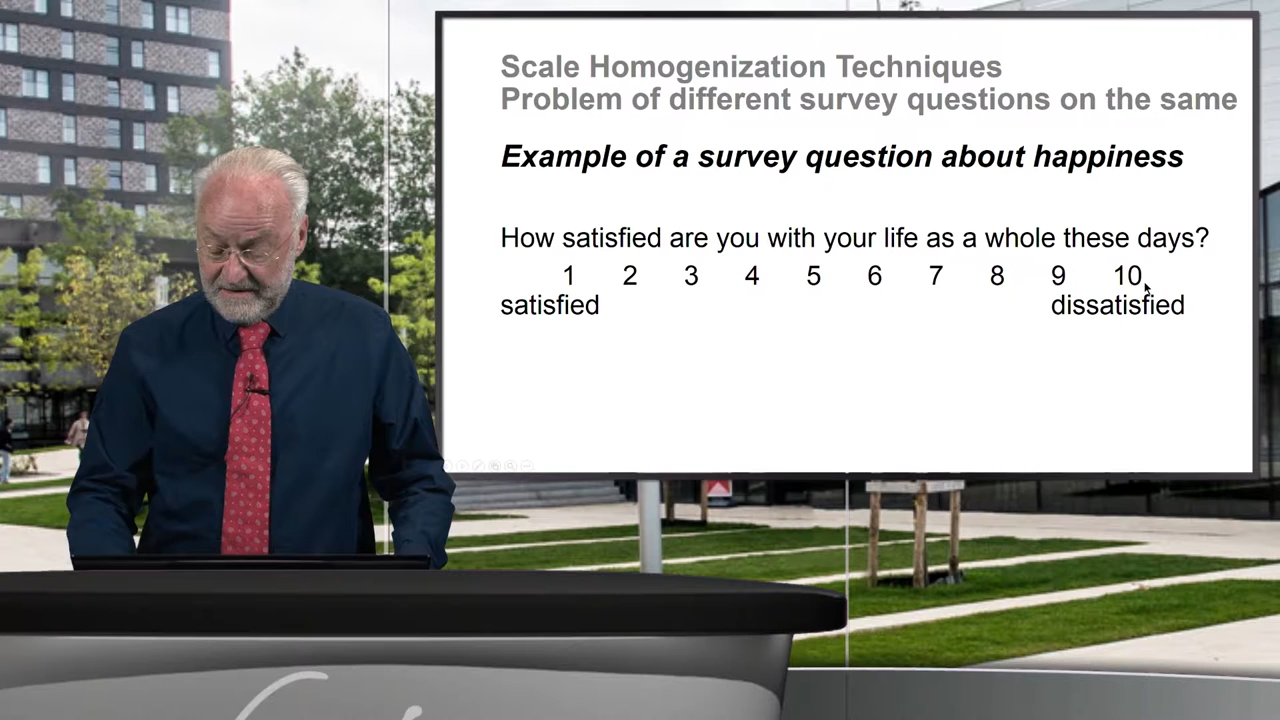 Scale Homogenization Techniques
Problem of different survey questions on the same
Example of a survey question about happiness
How satisfied are you with your life as a whole these days?
1 2 3 4 5 6 7 8 9 10
satisfied dissatisfied